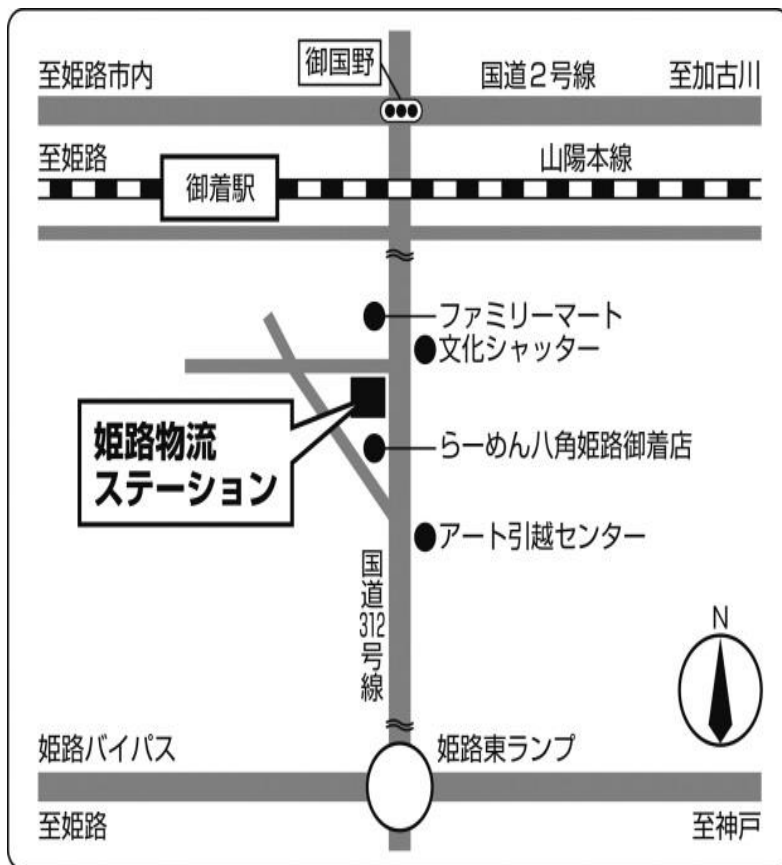 御国野
至姫路市内
国道2号線
至加古川
至姫路
山陽本線
御着駅
ファミリーマート
文化シャッター
姫路物流
ステーション
らーめん八角姫路御着店
アート引越センター
国道312号線
N
姫路バイパス
姫路東ランプ
至姫路
至神戸